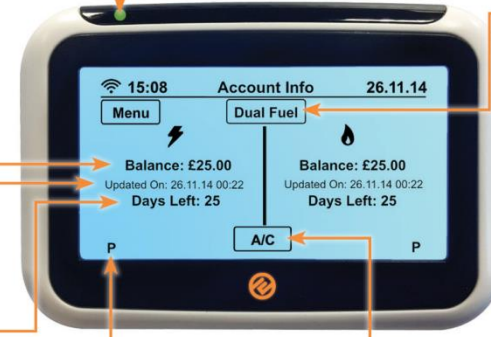 15:08 Account Info 26.11.14
Menu Dual Fuel
Balance: £25.00 Balance: £25.00
Updated On: 26.11.14 00:22 Updated On: 26.11.14 00:22
Days Left: 25 Days Left: 25
P A/C P